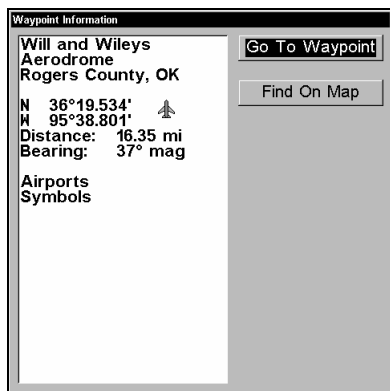 Waypoint Information
Will and Wileys
Aerodrome
Rogers County, OK
N 36°19.534'
W 95°38.801'
Distance: 16.35 mi
Bearing: 37° mag
Airports
Symbols
Go To Waypoint
Find On Map